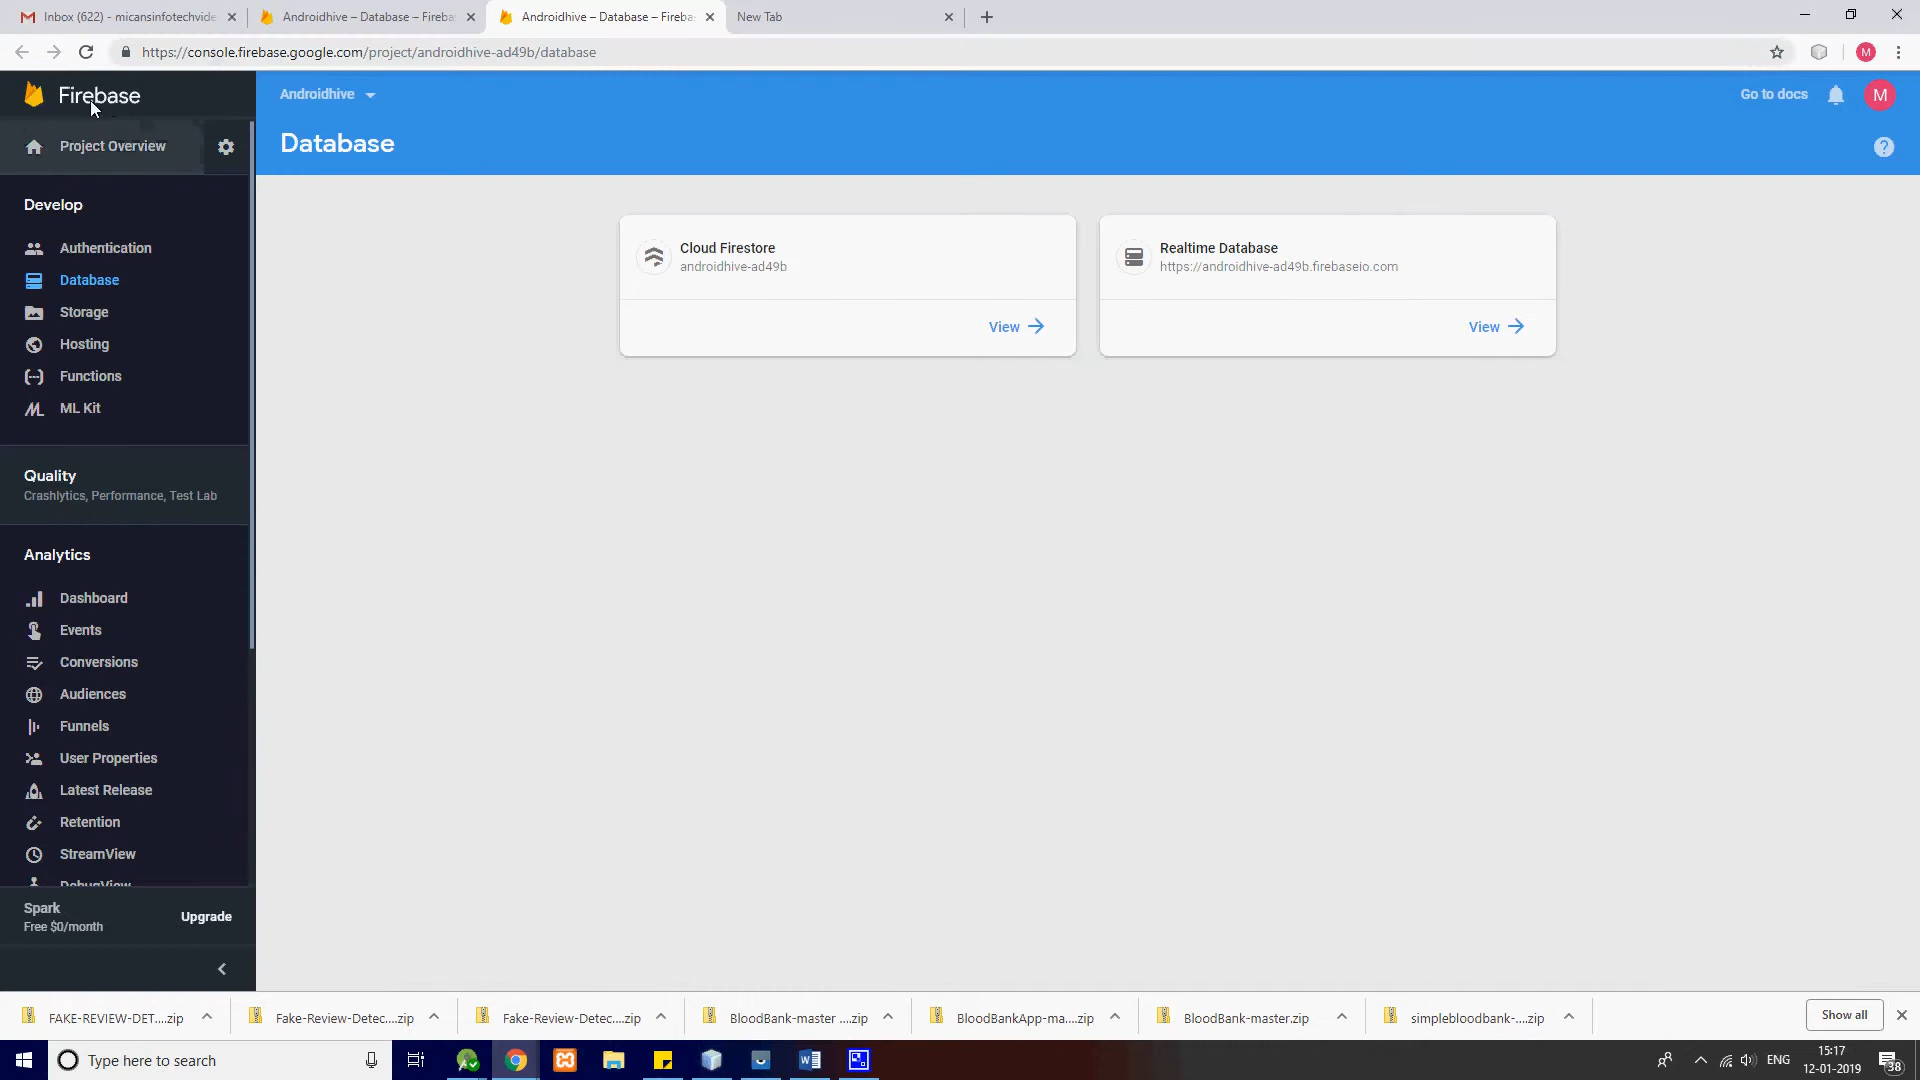 Inbox (622) - micansinfotechvide
Androidhive – Database – Fireba
Androidhive – Database – Fireba
New Tab
https://console.firebase.google.com/project/androidhive-ad49b/database
M
Firebase
Androidhive
Go to docs
M
Project Overview
Database
Develop
Authentication
Database
Storage
Hosting
Functions
ML Kit
Cloud Firestore
androidhive-ad49b
View
Realtime Database
https://androidhive-ad49b.firebaseio.com
View
Quality
Crashlytics, Performance, Test Lab
Analytics
Dashboard
Events
Conversions
Audiences
Funnels
User Properties
Latest Release
Retention
StreamView
DebugView
Spark
Free $0/month
Upgrade
FAKE-REVIEW-DET....zip
Fake-Review-Detec....zip
Fake-Review-Detec....zip
BloodBank-master ....zip
BloodBankApp-ma....zip
BloodBank-master.zip
simplebloodbank-....zip
Show all
Type here to search
ENG
15:17
12-01-2019
38